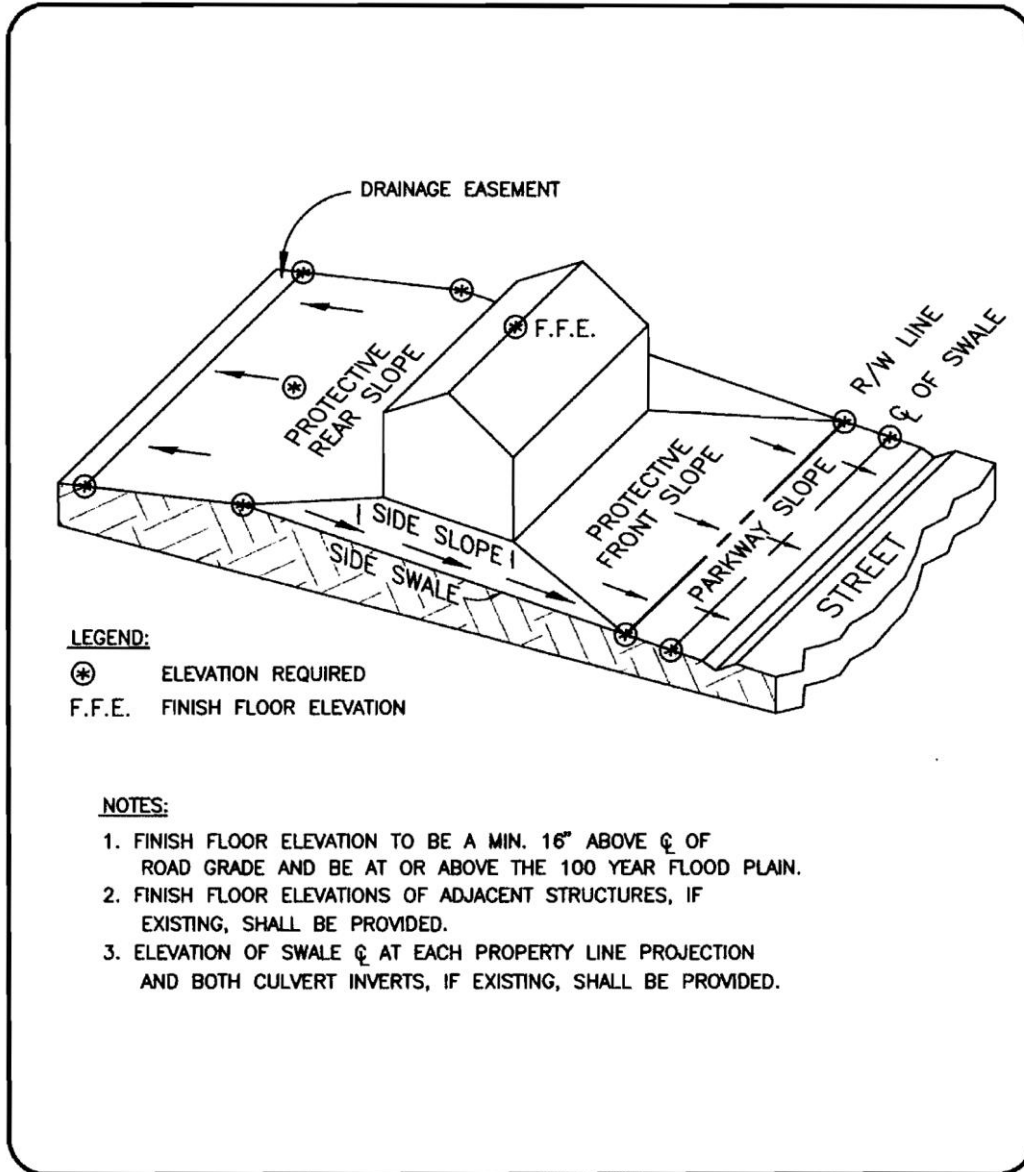 DRAINAGE EASEMENT
F.F.E.
R/W LINE
℄ OF SWALE
PROTECTIVE
REAR SLOPE
PROTECTIVE
FRONT SLOPE
PARKWAY SLOPE
SIDE SLOPE
SIDE SWALE
STREET
LEGEND:
ELEVATION REQUIRED
F.F.E. FINISH FLOOR ELEVATION
NOTES:
1. FINISH FLOOR ELEVATION TO BE A MIN. 16" ABOVE ℄ OF
ROAD GRADE AND BE AT OR ABOVE THE 100 YEAR FLOOD PLAIN.
2. FINISH FLOOR ELEVATIONS OF ADJACENT STRUCTURES, IF
EXISTING, SHALL BE PROVIDED.
3. ELEVATION OF SWALE ℄ AT EACH PROPERTY LINE PROJECTION
AND BOTH CULVERT INVERTS, IF EXISTING, SHALL BE PROVIDED.